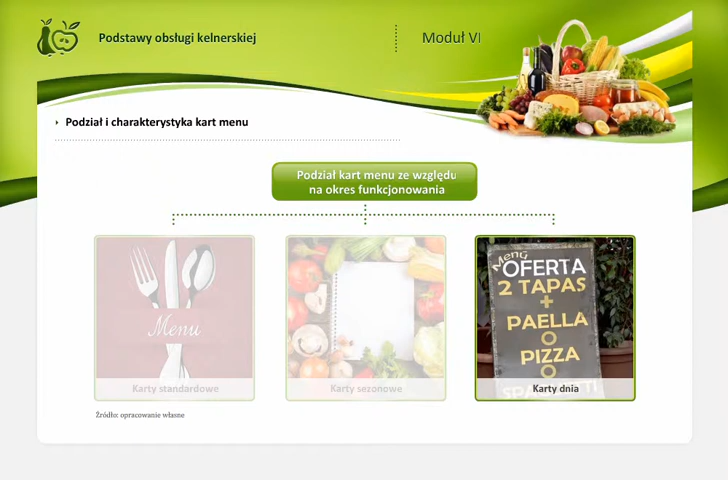 Podstawy obsługi kelnerskiej
Moduł VI
Podział i charakterystyka kart menu
Podział kart menu ze względu
na okres funkcjonowania
Menu
Menú
OFERTA
2 TAPAS
+
PAELLA
O
PIZZA
O
SPAGHETTI
Karty standardowe
Karty sezonowe
Karty dnia
Źródło: opracowanie własne